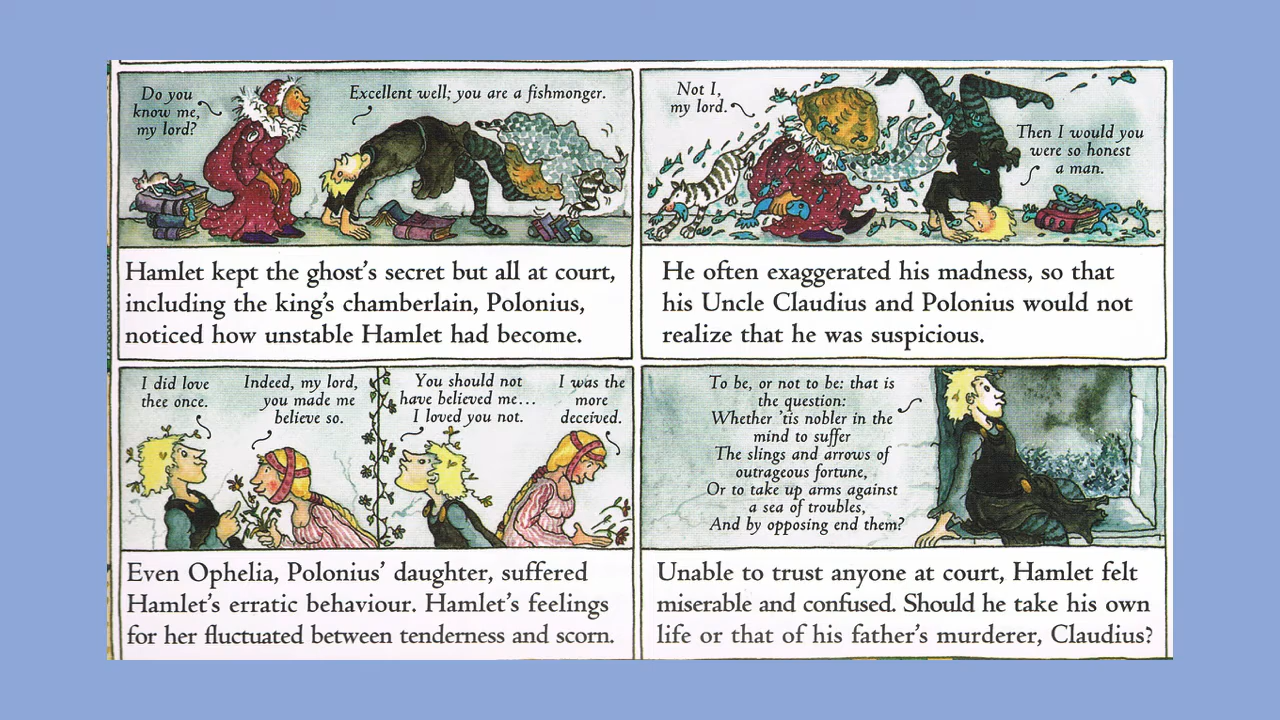 Do you
know me,
my lord?
Excellent well; you are a fishmonger.
Hamlet kept the ghost's secret but all at court,
including the king's chamberlain, Polonius,
noticed how unstable Hamlet had become.
Not I,
my lord.
Then I would you
were so honest
a man.
He often exaggerated his madness, so that
his Uncle Claudius and Polonius would not
realize that he was suspicious.
I did love
thee once.
Indeed, my lord,
you made me
believe so.
You should not
have believed me...
I loved you not.
I was the
more
deceived.
Even Ophelia, Polonius' daughter, suffered
Hamlet's erratic behaviour. Hamlet's feelings
for her fluctuated between tenderness and scorn.
To be, or not to be: that is
the question:
Whether 'tis nobler in the
mind to suffer
The slings and arrows of
outrageous fortune,
Or to take up arms against
a sea of troubles,
And by opposing end them?
Unable to trust anyone at court, Hamlet felt
miserable and confused. Should he take his own
life or that of his father's murderer, Claudius?